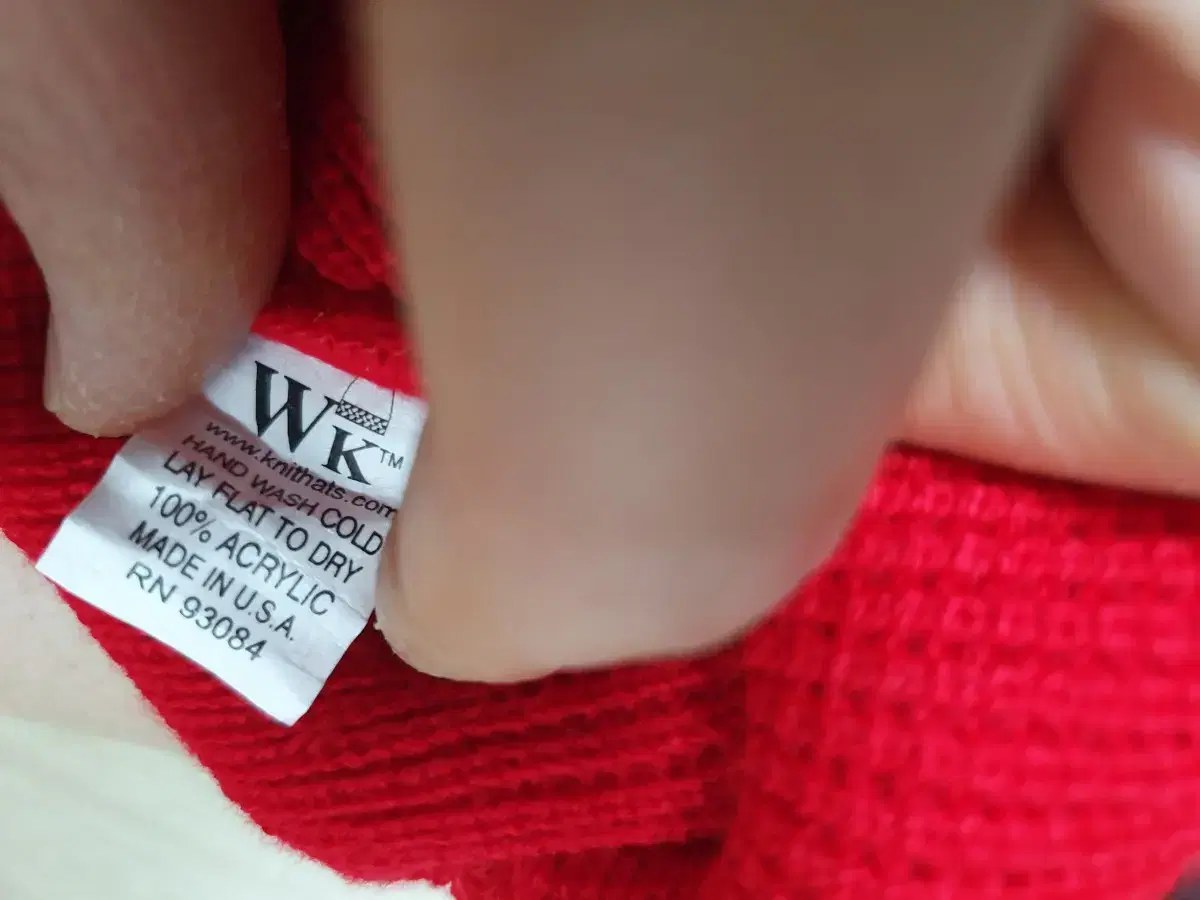 WK™
www.knithats.com
HAND WASH COLD
LAY FLAT TO DRY
100% ACRYLIC
MADE IN U.S.A.
RN 93084